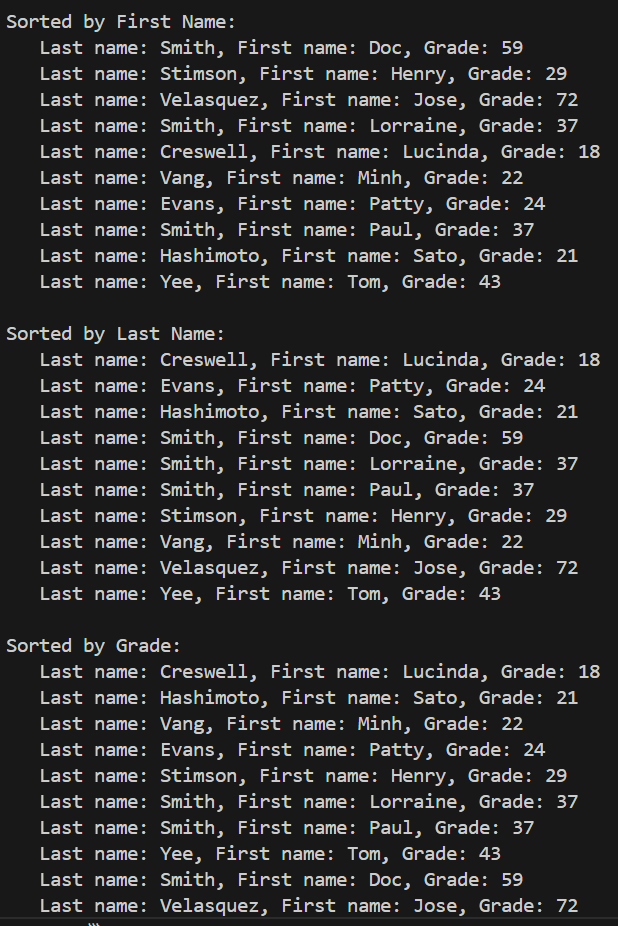 Sorted by First Name:
   Last name: Smith, First name: Doc, Grade: 59
   Last name: Stimson, First name: Henry, Grade: 29
   Last name: Velasquez, First name: Jose, Grade: 72
   Last name: Smith, First name: Lorraine, Grade: 37
   Last name: Creswell, First name: Lucinda, Grade: 18
   Last name: Vang, First name: Minh, Grade: 22
   Last name: Evans, First name: Patty, Grade: 24
   Last name: Smith, First name: Paul, Grade: 37
   Last name: Hashimoto, First name: Sato, Grade: 21
   Last name: Yee, First name: Tom, Grade: 43

Sorted by Last Name:
   Last name: Creswell, First name: Lucinda, Grade: 18
   Last name: Evans, First name: Patty, Grade: 24
   Last name: Hashimoto, First name: Sato, Grade: 21
   Last name: Smith, First name: Doc, Grade: 59
   Last name: Smith, First name: Lorraine, Grade: 37
   Last name: Smith, First name: Paul, Grade: 37
   Last name: Stimson, First name: Henry, Grade: 29
   Last name: Vang, First name: Minh, Grade: 22
   Last name: Velasquez, First name: Jose, Grade: 72
   Last name: Yee, First name: Tom, Grade: 43

Sorted by Grade:
   Last name: Creswell, First name: Lucinda, Grade: 18
   Last name: Hashimoto, First name: Sato, Grade: 21
   Last name: Vang, First name: Minh, Grade: 22
   Last name: Evans, First name: Patty, Grade: 24
   Last name: Stimson, First name: Henry, Grade: 29
   Last name: Smith, First name: Lorraine, Grade: 37
   Last name: Smith, First name: Paul, Grade: 37
   Last name: Yee, First name: Tom, Grade: 43
   Last name: Smith, First name: Doc, Grade: 59
   Last name: Velasquez, First name: Jose, Grade: 72